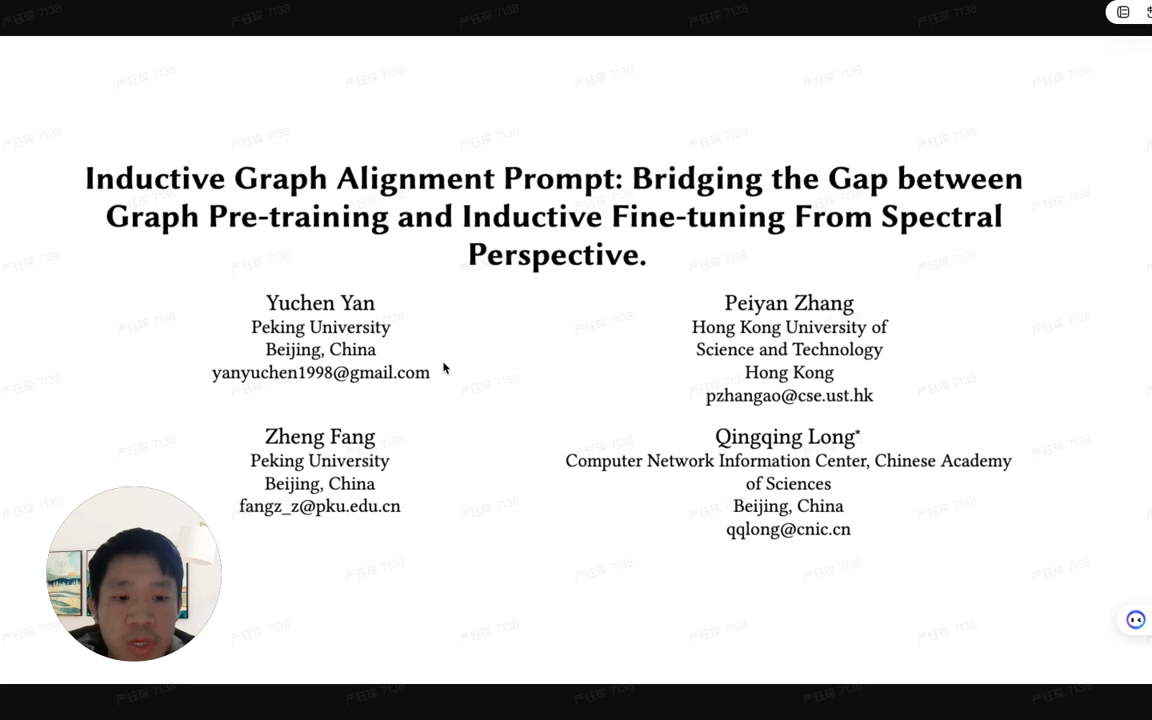 Inductive Graph Alignment Prompt: Bridging the Gap between
Graph Pre-training and Inductive Fine-tuning From Spectral
Perspective.
Yuchen Yan
Peking University
Beijing, China
yanyuchen1998@gmail.com
Peiyan Zhang
Hong Kong University of
Science and Technology
Hong Kong
pzhangao@cse.ust.hk
Zheng Fang
Peking University
Beijing, China
fangz_z@pku.edu.cn
Qingqing Long*
Computer Network Information Center, Chinese Academy
of Sciences
Beijing, China
qqlong@cnic.cn